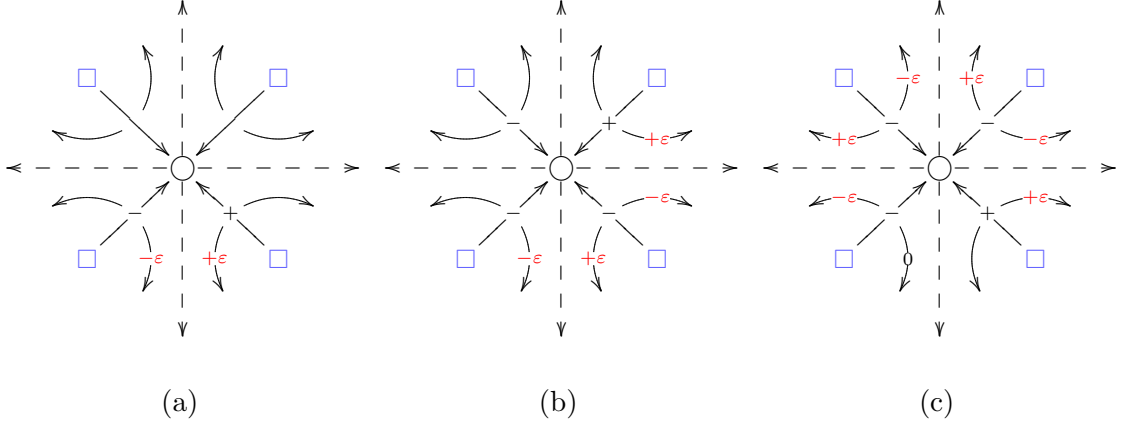 −ε +ε
− − + − −
+ε +ε −ε
−ε −ε +ε
− + − − − +
−ε +ε −ε +ε 0
(a) (b) (c)